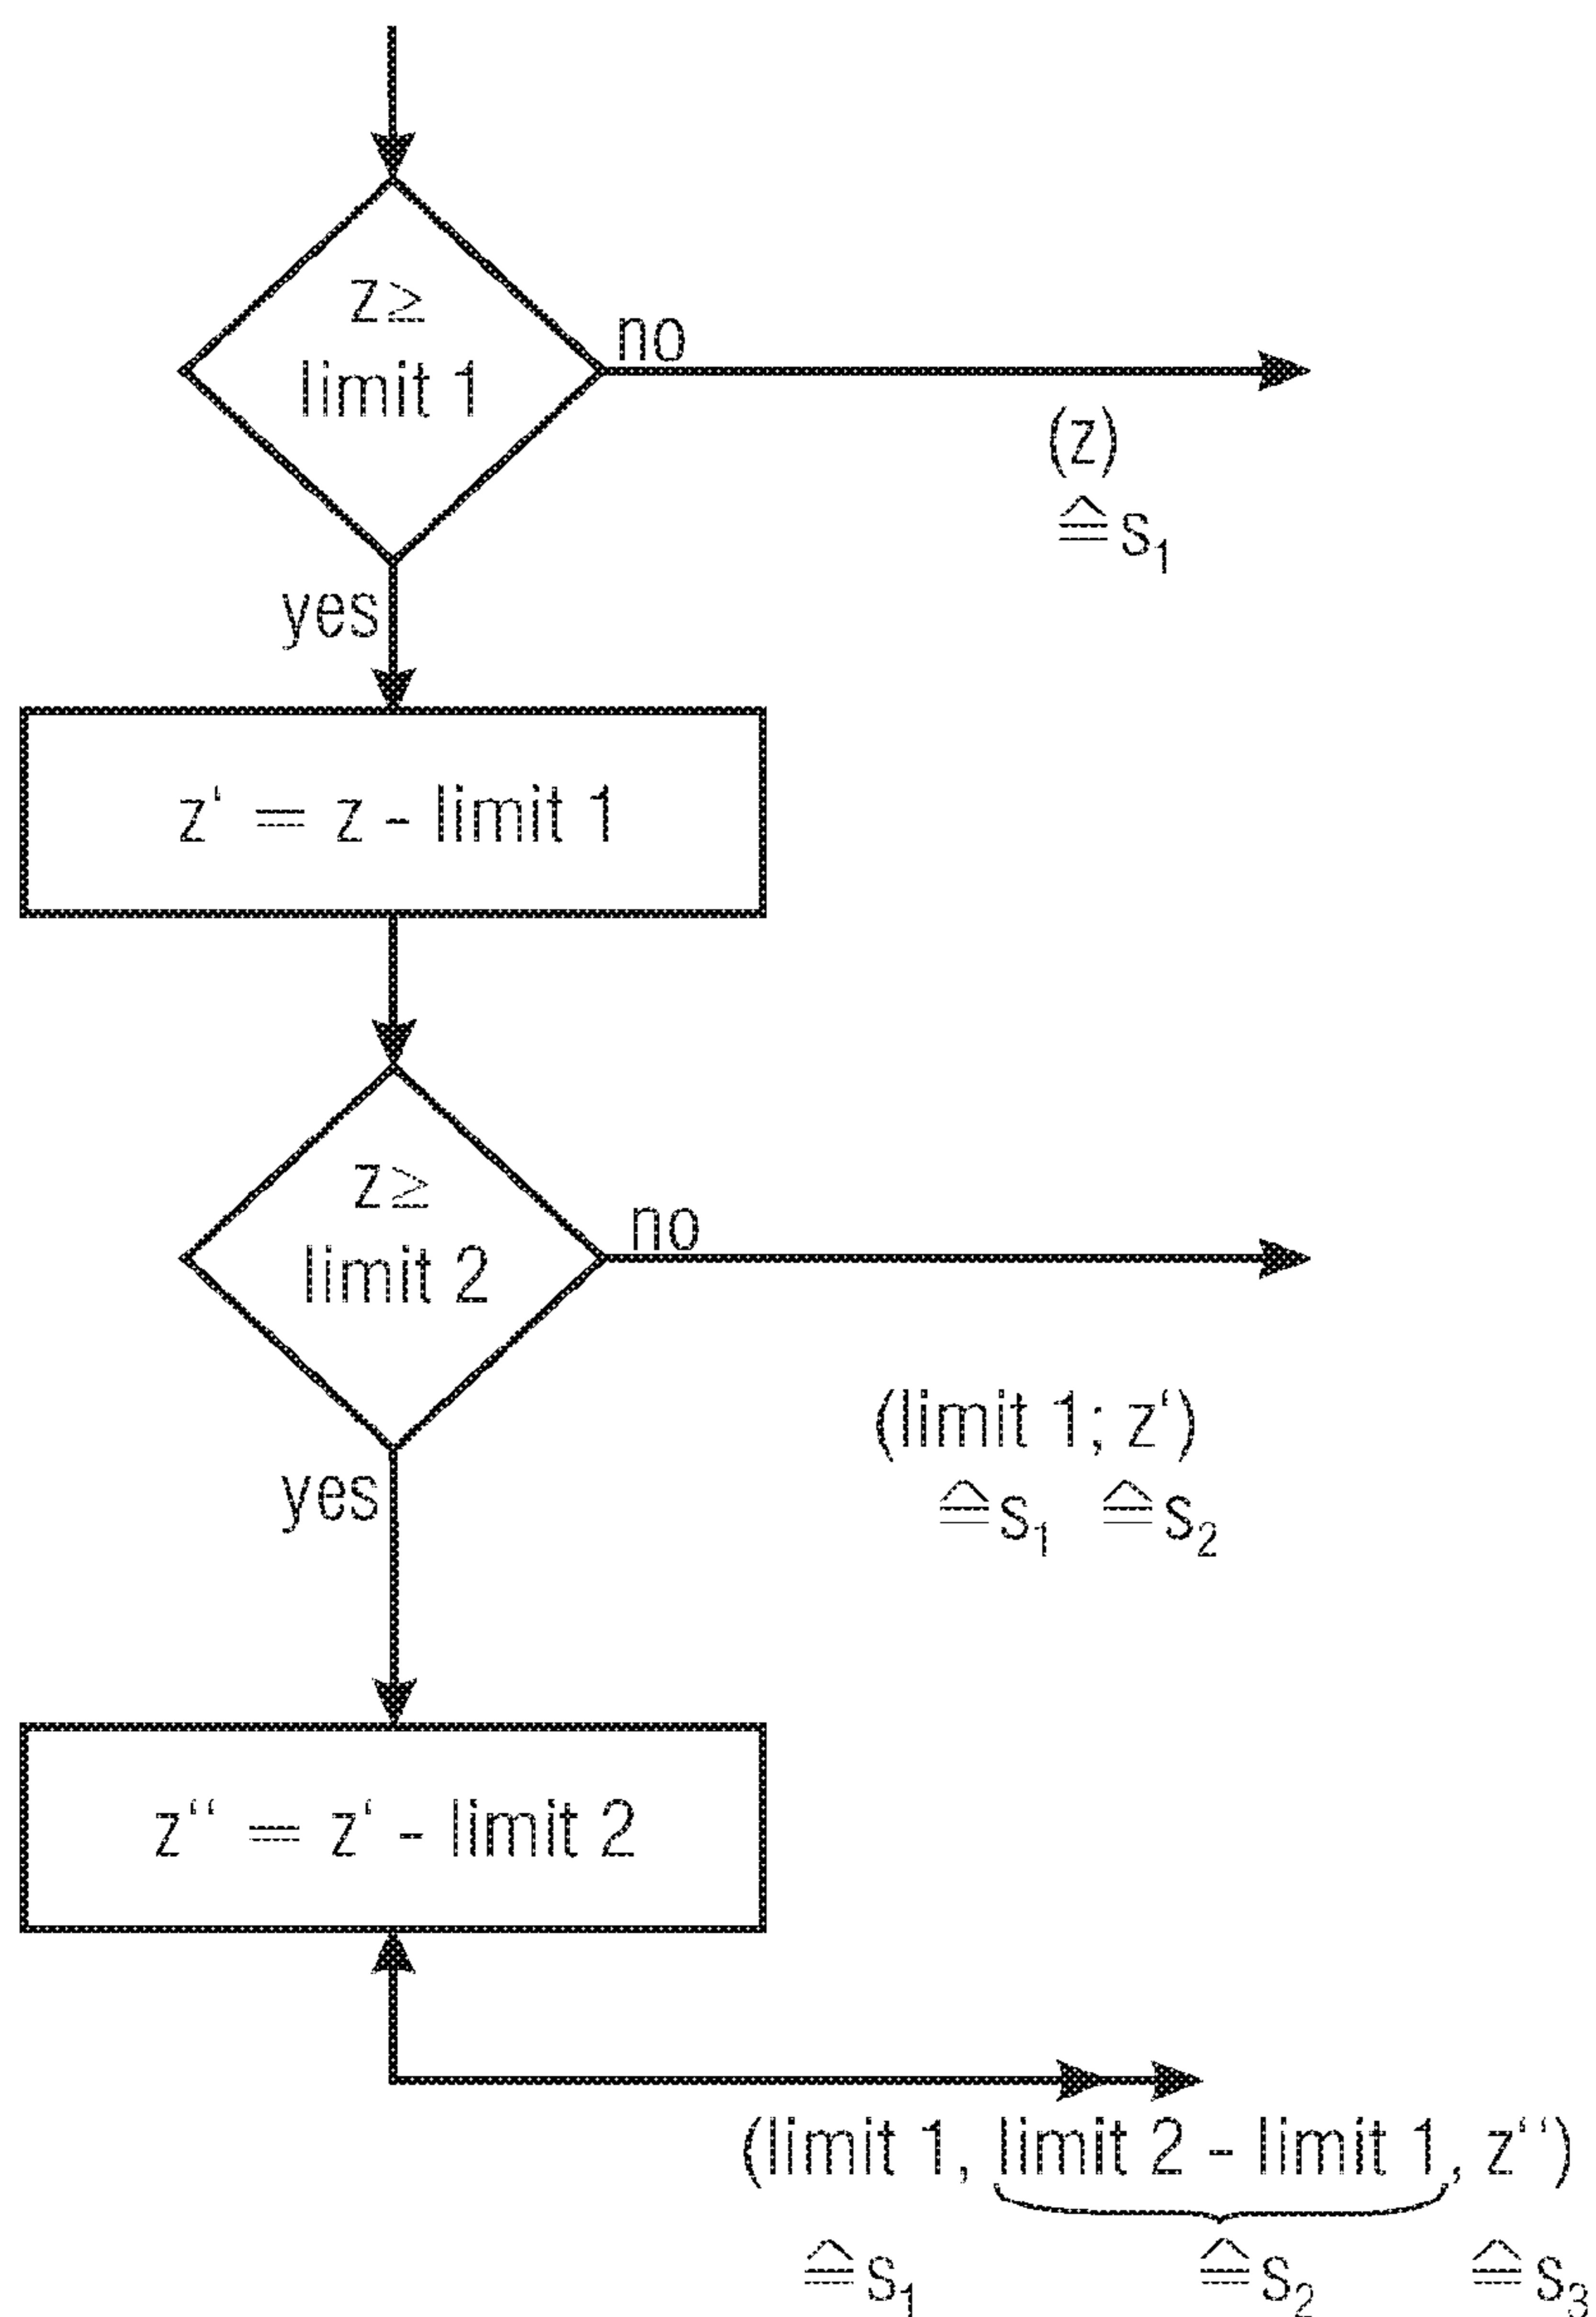 z≥
limit 1
no
(z)
≙s₁
yes
z‘ = z - limit 1
z≥
limit 2
no
(limit 1; z‘)
≙s₁ ≙s₂
yes
z‘‘ = z‘ - limit 2
(limit 1, limit 2 - limit 1, z‘‘)
≙s₁ ≙s₂ ≙s₃